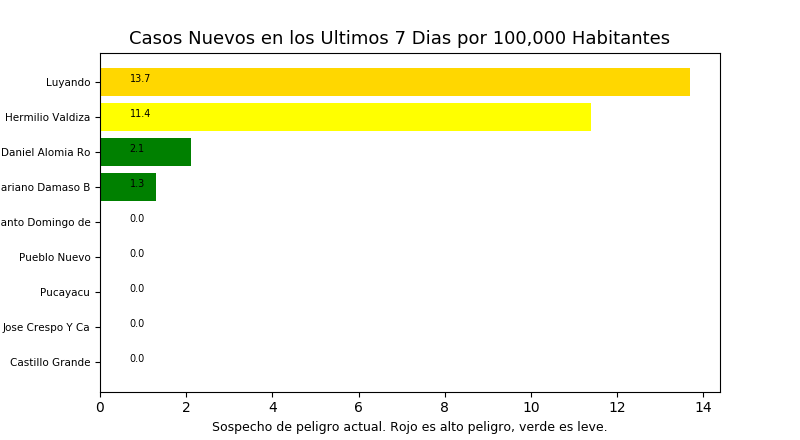 Casos Nuevos en los Ultimos 7 Dias por 100,000 Habitantes
Luyando 13.7
Hermilio Valdiza 11.4
Daniel Alomia Ro 2.1
ariano Damaso B 1.3
anto Domingo de 0.0
Pueblo Nuevo 0.0
Pucayacu 0.0
Jose Crespo Y Ca 0.0
Castillo Grande 0.0
0 2 4 6 8 10 12 14
Sospecho de peligro actual. Rojo es alto peligro, verde es leve.